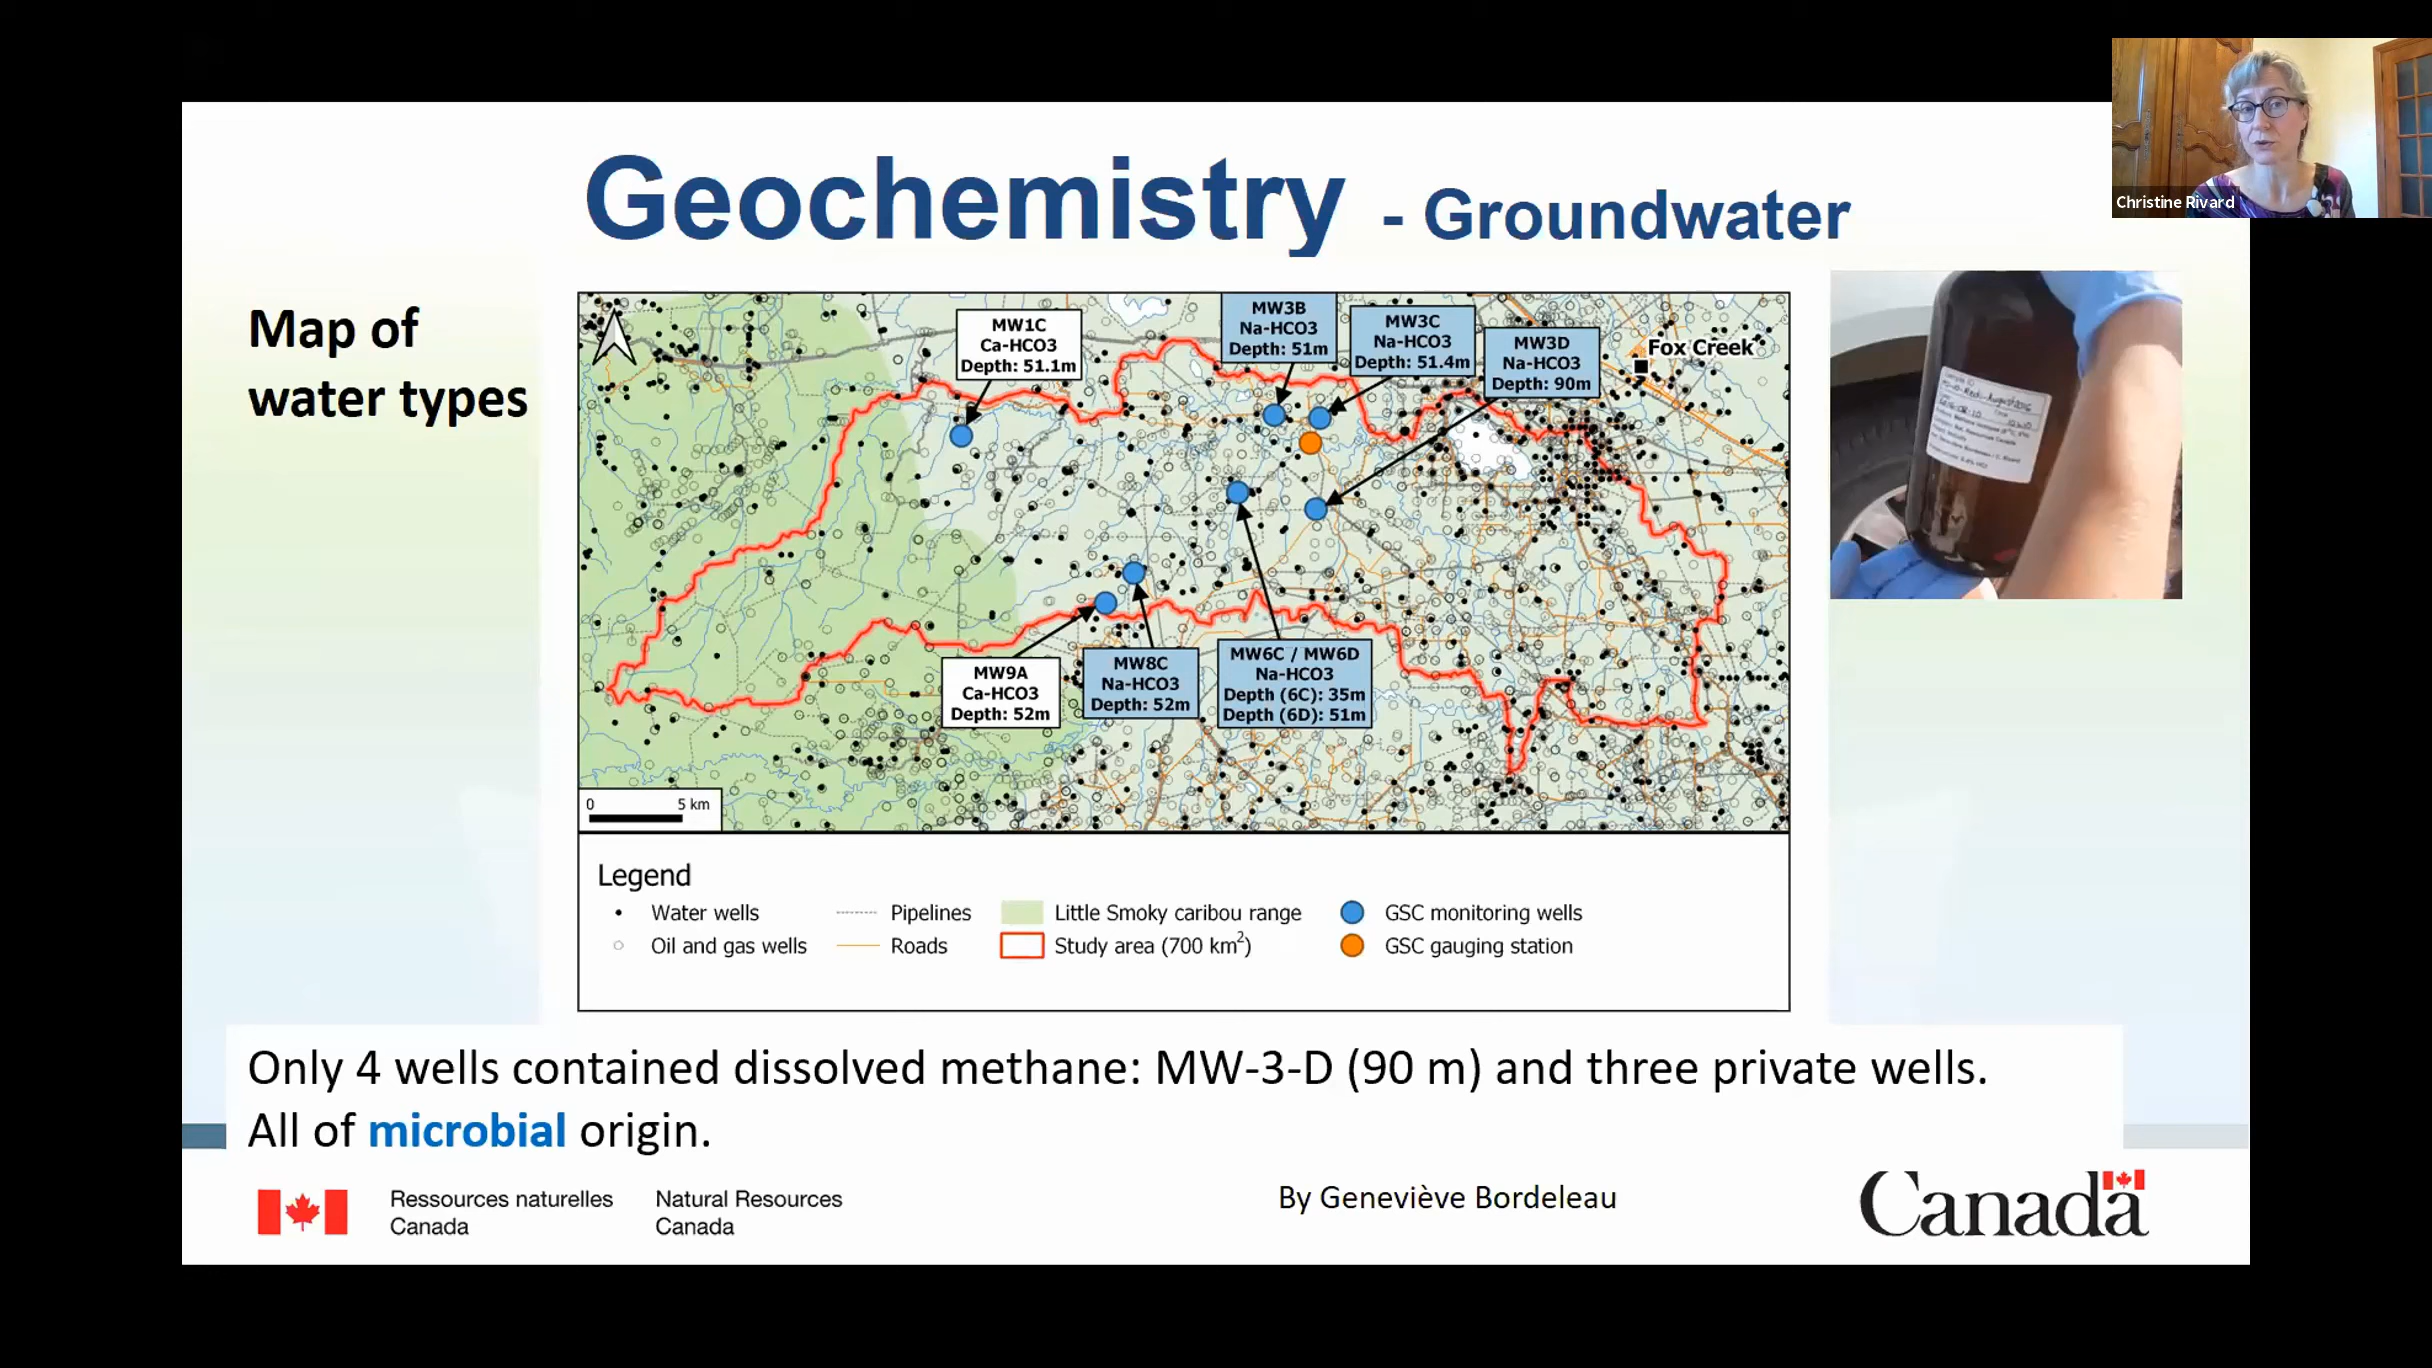 Christine Rivard
Geochemistry - Groundwater
Map of
water types
MW1C
Ca-HCO3
Depth: 51.1m
MW3B
Na-HCO3
Depth: 51m
MW3C
Na-HCO3
Depth: 51.4m
MW3D
Na-HCO3
Depth: 90m
Fox Creek
MW9A
Ca-HCO3
Depth: 52m
MW8C
Na-HCO3
Depth: 52m
MW6C / MW6D
Na-HCO3
Depth (6C): 35m
Depth (6D): 51m
0 5 km
Legend
Water wells
Oil and gas wells
Pipelines
Roads
Little Smoky caribou range
Study area (700 km²)
GSC monitoring wells
GSC gauging station
Only 4 wells contained dissolved methane: MW-3-D (90 m) and three private wells.
All of microbial origin.
Ressources naturelles
Canada
Natural Resources
Canada
By Geneviève Bordeleau
Canada